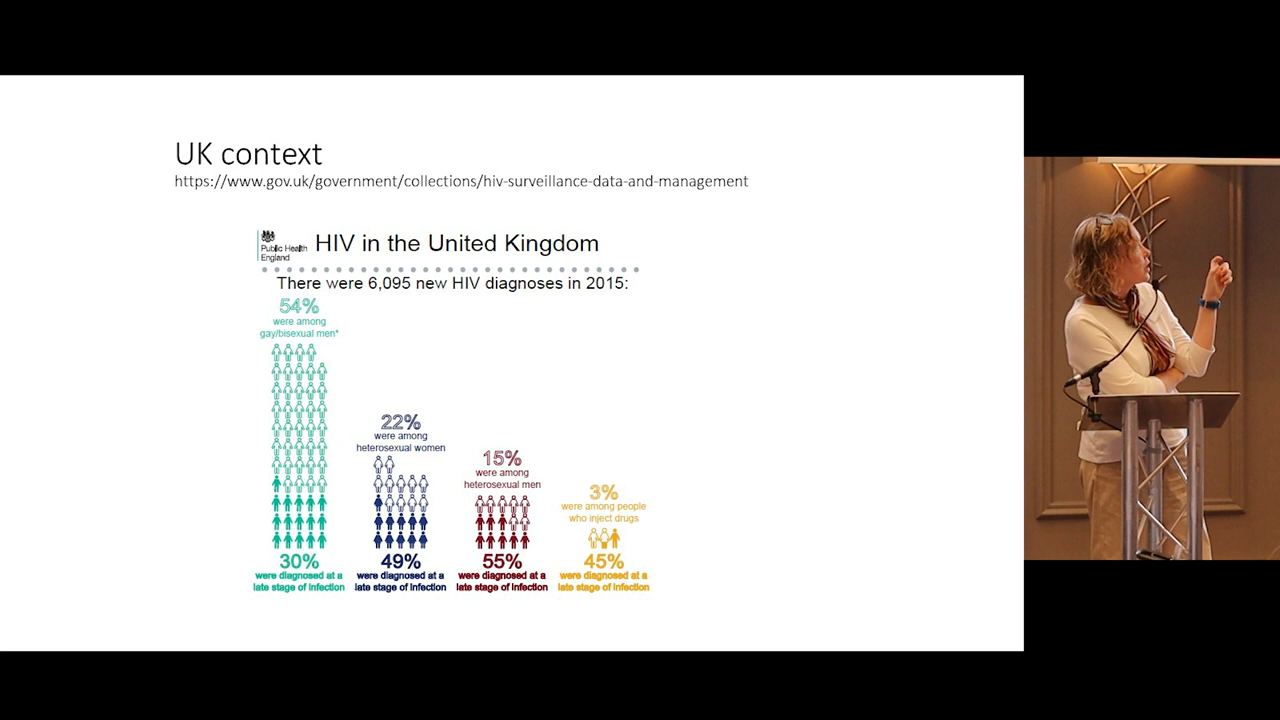 UK context
https://www.gov.uk/government/collections/hiv-surveillance-data-and-management
Public Health
England
HIV in the United Kingdom
There were 6,095 new HIV diagnoses in 2015:
54%
were among
gay/bisexual men*
22%
were among
heterosexual women
15%
were among
heterosexual men
3%
were among people
who inject drugs
30%
were diagnosed at a
late stage of infection
49%
were diagnosed at a
late stage of infection
55%
were diagnosed at a
late stage of infection
45%
were diagnosed at a
late stage of infection